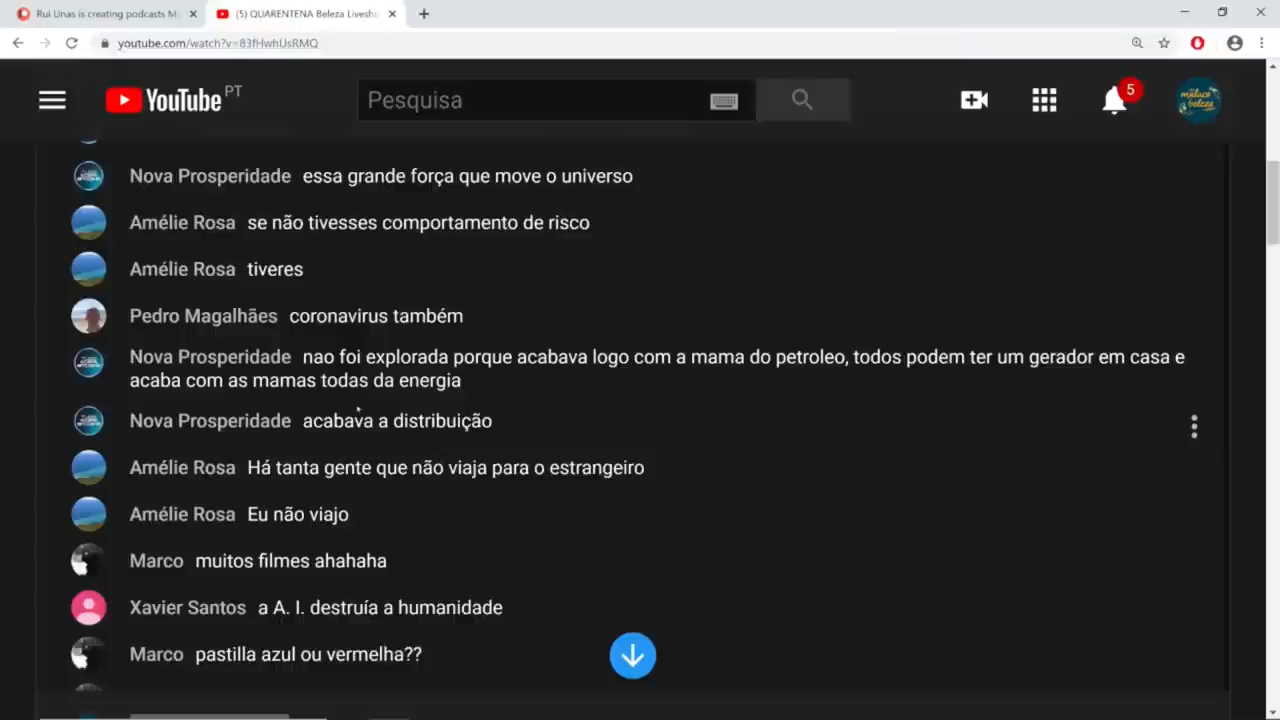 Rui Unas is creating podcasts M
(5) QUARENTENA Beleza Livesh
youtube.com/watch?v=83fHwhUsRMQ
YouTube PT
Pesquisa
5
maluco beleza
Nova Prosperidade essa grande força que move o universo
Amélie Rosa se não tivesses comportamento de risco
Amélie Rosa tiveres
Pedro Magalhães coronavirus também
Nova Prosperidade nao foi explorada porque acabava logo com a mama do petroleo, todos podem ter um gerador em casa e
acaba com as mamas todas da energia
Nova Prosperidade acabava a distribuição
Amélie Rosa Há tanta gente que não viaja para o estrangeiro
Amélie Rosa Eu não viajo
Marco muitos filmes ahahaha
Xavier Santos a A. I. destruía a humanidade
Marco pastilla azul ou vermelha??